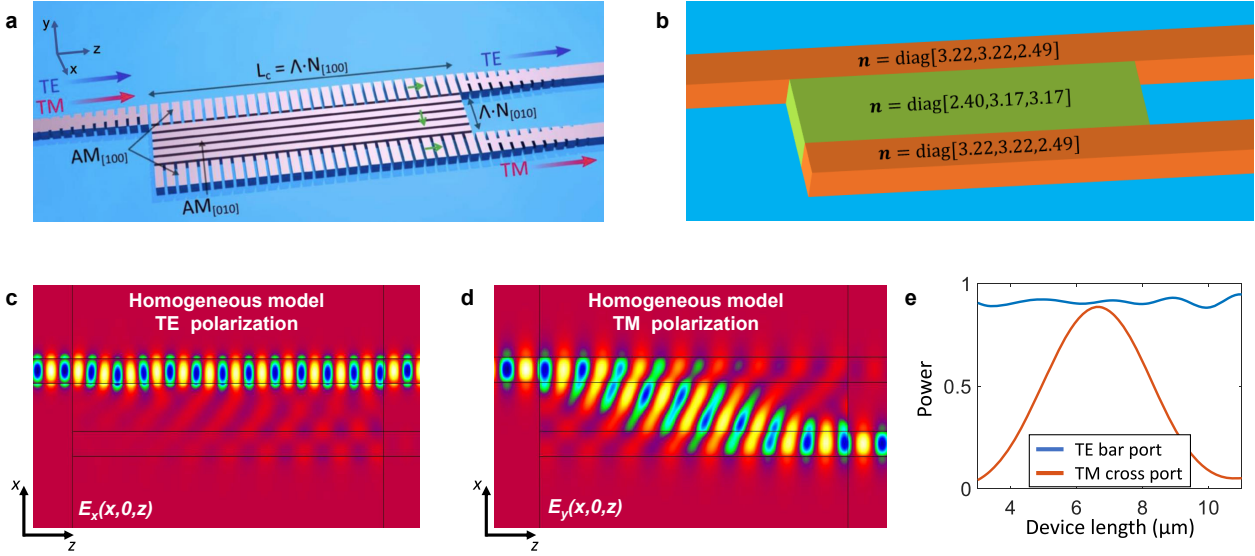 a
y
z
x
TE
TM
L_c = Λ·N_[100]
TE
Λ·N_[010]
AM_[100]
AM_[010]
TM
b
n = diag[3.22,3.22,2.49]
n = diag[2.40,3.17,3.17]
n = diag[3.22,3.22,2.49]
c
Homogeneous model
TE polarization
E_x(x,0,z)
x
z
d
Homogeneous model
TM polarization
E_y(x,0,z)
x
z
e
1
0.5
0
Power
TE bar port
TM cross port
4 6 8 10
Device length (μm)